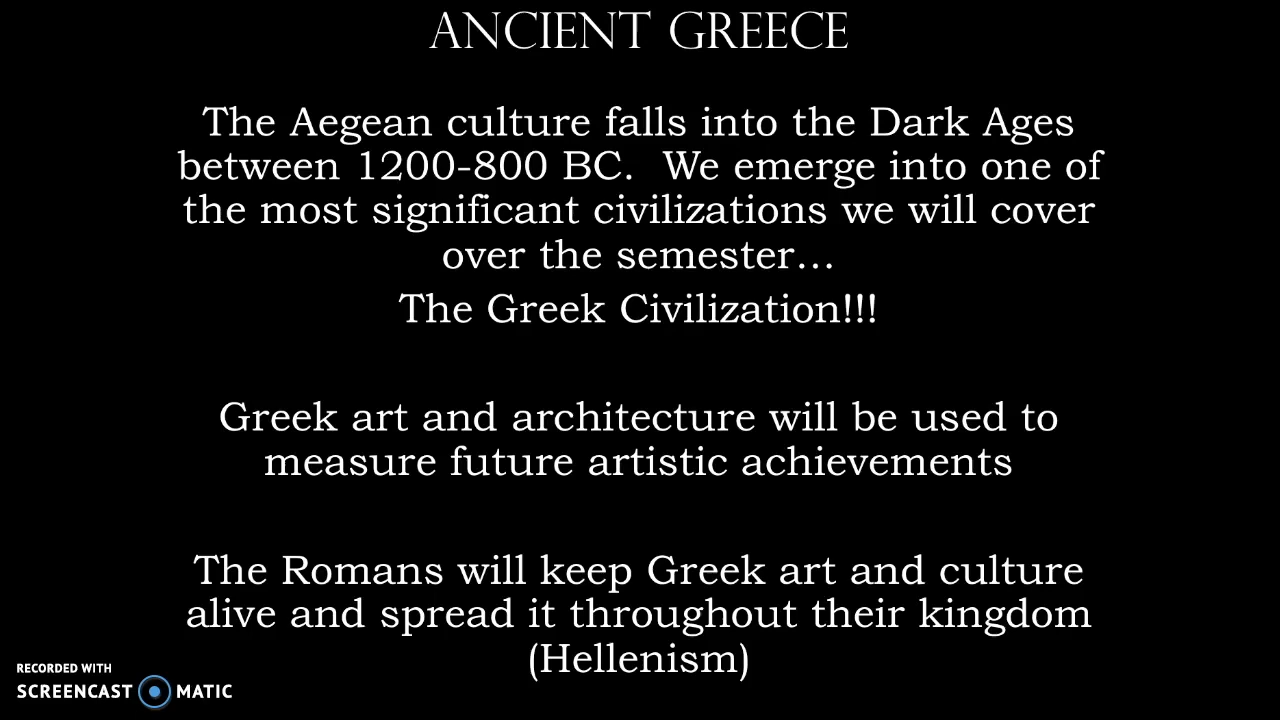 ANCIENT GREECE
The Aegean culture falls into the Dark Ages
between 1200-800 BC.  We emerge into one of
the most significant civilizations we will cover
over the semester…
The Greek Civilization!!!
Greek art and architecture will be used to
measure future artistic achievements
The Romans will keep Greek art and culture
alive and spread it throughout their kingdom
(Hellenism)
RECORDED WITH
SCREENCAST MATIC